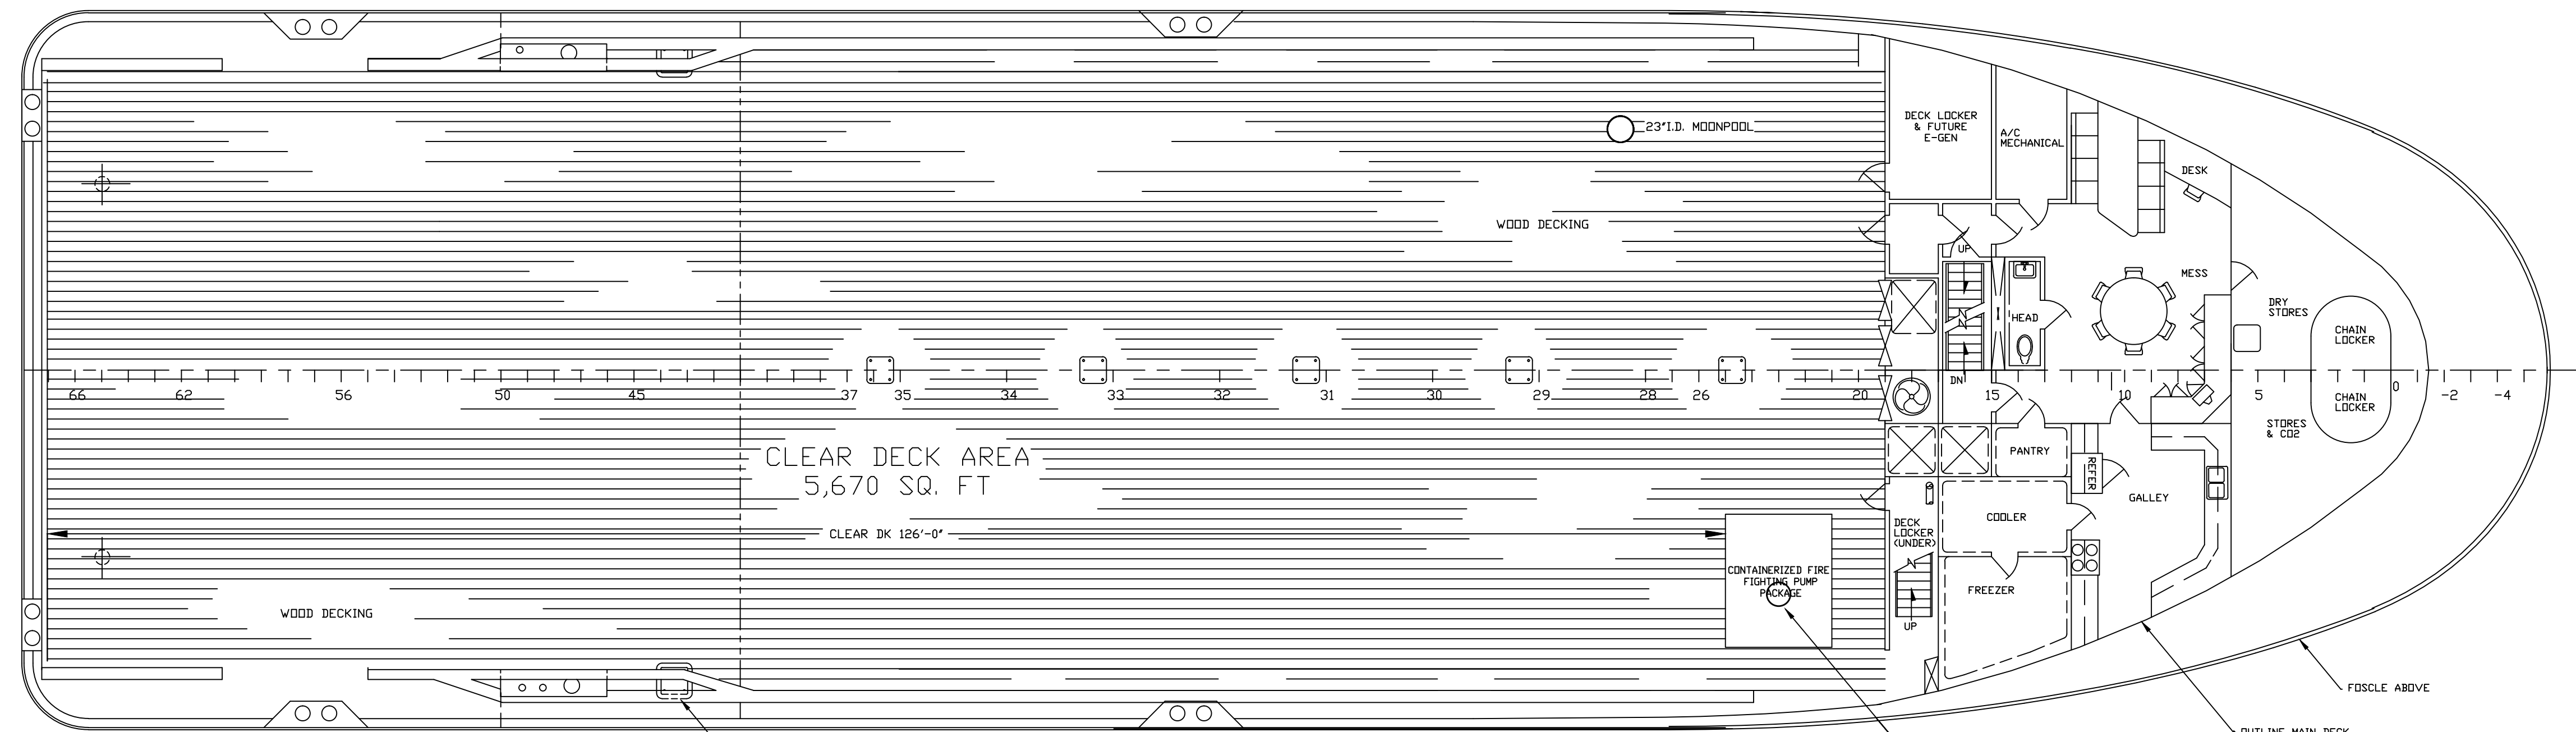 23"I.D. MOONPOOL
DECK LOCKER
& FUTURE
E-GEN
A/C
MECHANICAL
DESK
WOOD DECKING
UP
MESS
HEAD
DRY
STORES
CHAIN
LOCKER
66 62 56 50 45 37 35 34 33 32 31 30 29 28 26 20 15 10 5 0 -2 -4
DN
CHAIN
LOCKER
STORES
& CO2
PANTRY
REFER
GALLEY
CLEAR DECK AREA
5,670 SQ. FT
CLEAR DK 126'-0"
COOLER
DECK
LOCKER
(UNDER)
CONTAINERIZED FIRE
FIGHTING PUMP
PACKAGE
FREEZER
WOOD DECKING
UP
FOSCLE ABOVE
OUTLINE MAIN DECK